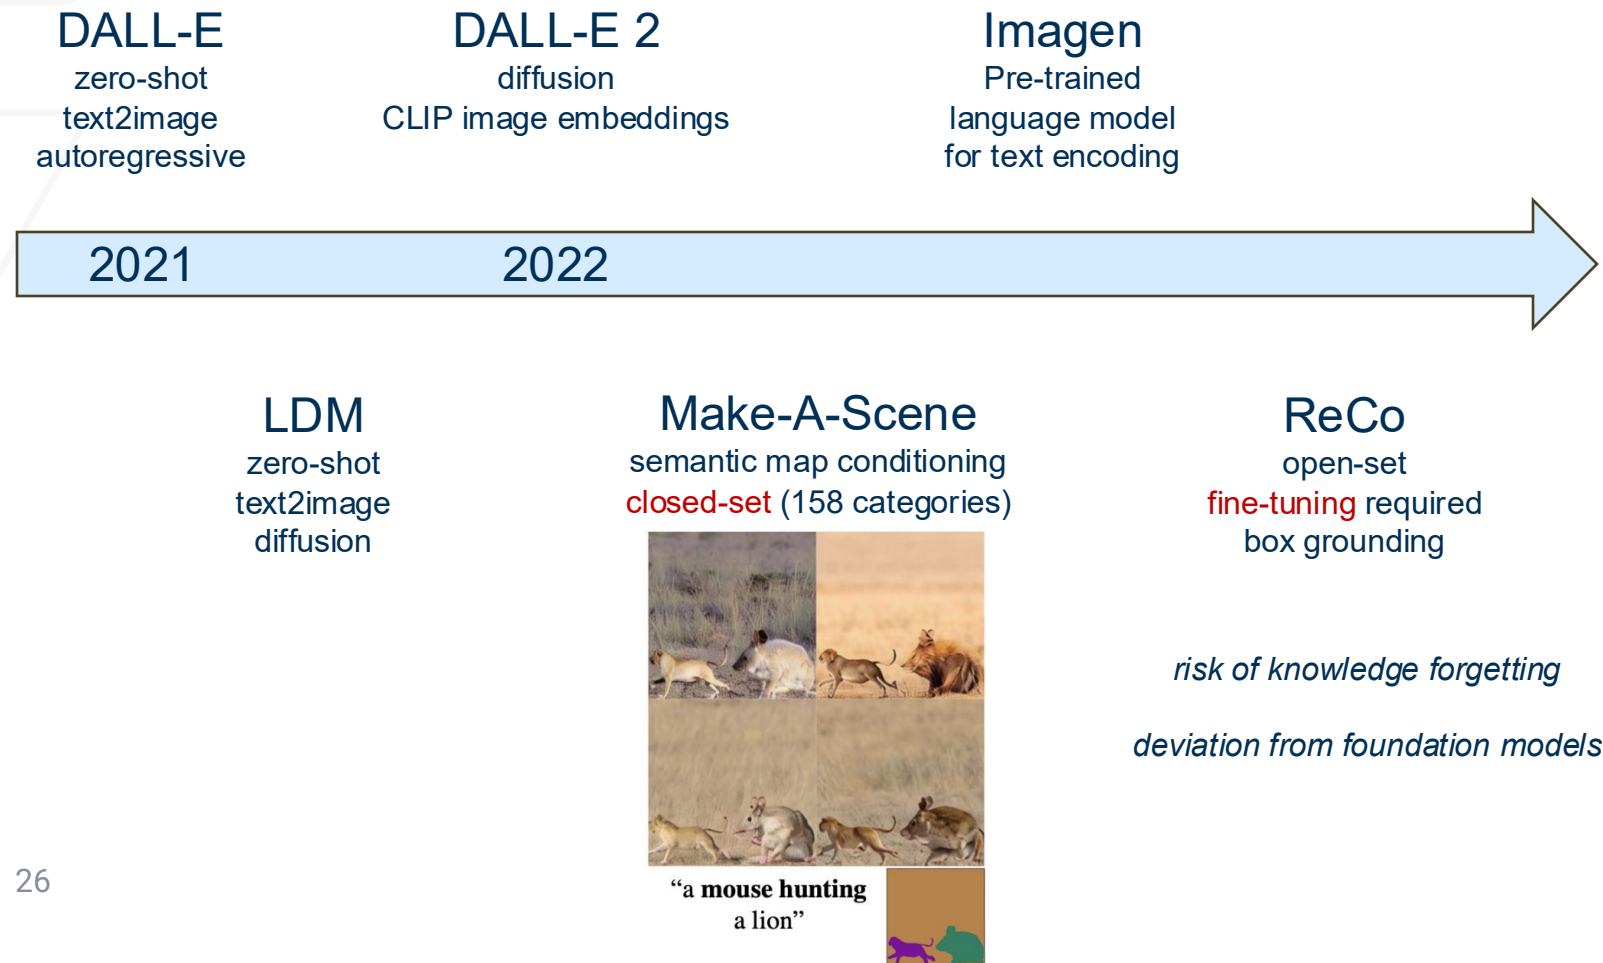 DALL-E
zero-shot
text2image
autoregressive
DALL-E 2
diffusion
CLIP image embeddings
Imagen
Pre-trained
language model
for text encoding
2021
2022
LDM
zero-shot
text2image
diffusion
Make-A-Scene
semantic map conditioning
closed-set (158 categories)
“a mouse hunting
a lion”
ReCo
open-set
fine-tuning required
box grounding
risk of knowledge forgetting
deviation from foundation models
26